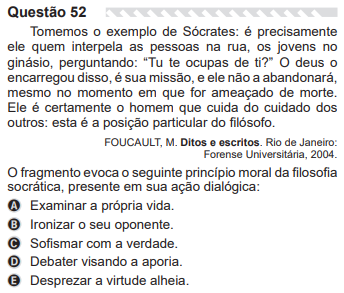 Questão 52
Tomemos o exemplo de Sócrates: é precisamente
ele quem interpela as pessoas na rua, os jovens no
ginásio, perguntando: “Tu te ocupas de ti?” O deus o
encarregou disso, é sua missão, e ele não a abandonará,
mesmo no momento em que for ameaçado de morte.
Ele é certamente o homem que cuida do cuidado dos
outros: esta é a posição particular do filósofo.
FOUCAULT, M. Ditos e escritos. Rio de Janeiro:
Forense Universitária, 2004.
O fragmento evoca o seguinte princípio moral da filosofia
socrática, presente em sua ação dialógica:
A Examinar a própria vida.
B Ironizar o seu oponente.
C Sofismar com a verdade.
D Debater visando a aporia.
E Desprezar a virtude alheia.